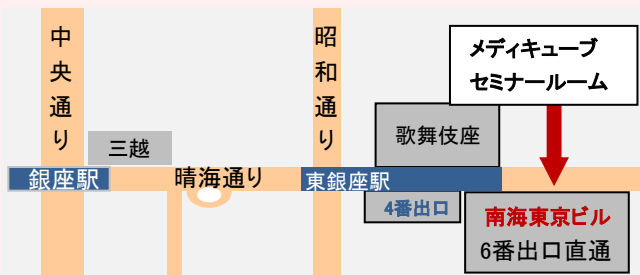 中央通り
昭和通り
メディキューブ
セミナールーム
三越
歌舞伎座
銀座駅
晴海通り
東銀座駅
4番出口
南海東京ビル
6番出口直通